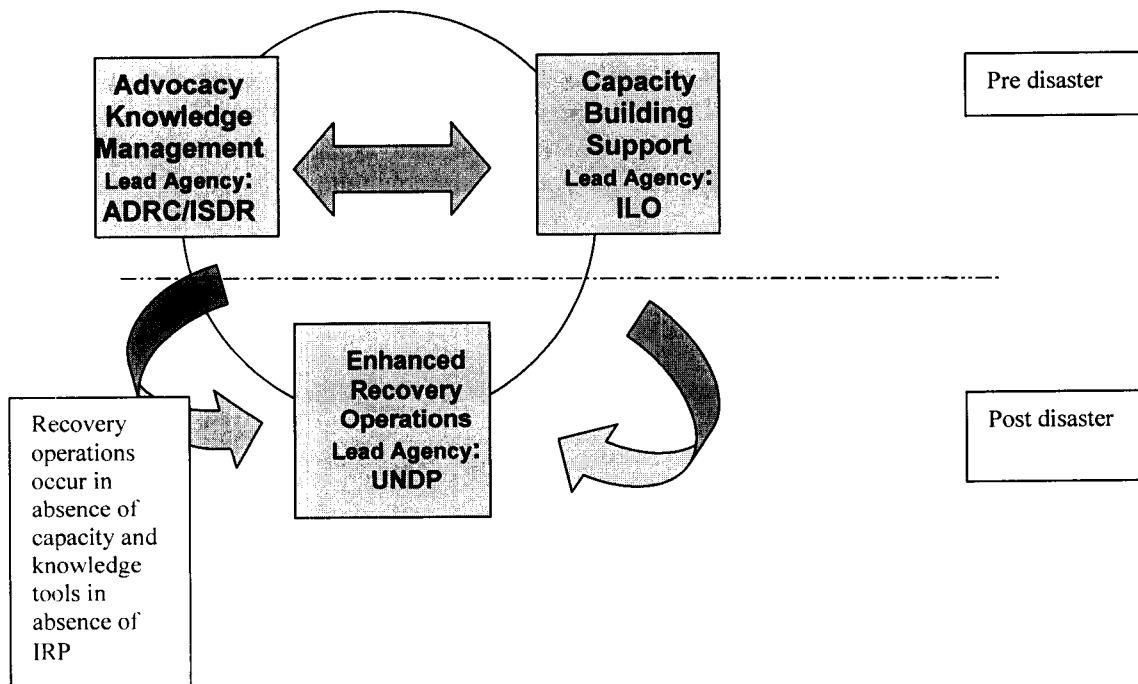 Advocacy
Knowledge
Management
Lead Agency:
ADRC/ISDR
Capacity
Building
Support
Lead Agency:
ILO
Pre disaster
Enhanced
Recovery
Operations
Lead Agency:
UNDP
Post disaster
Recovery
operations
occur in
absence of
capacity and
knowledge
tools in
absence of
IRP